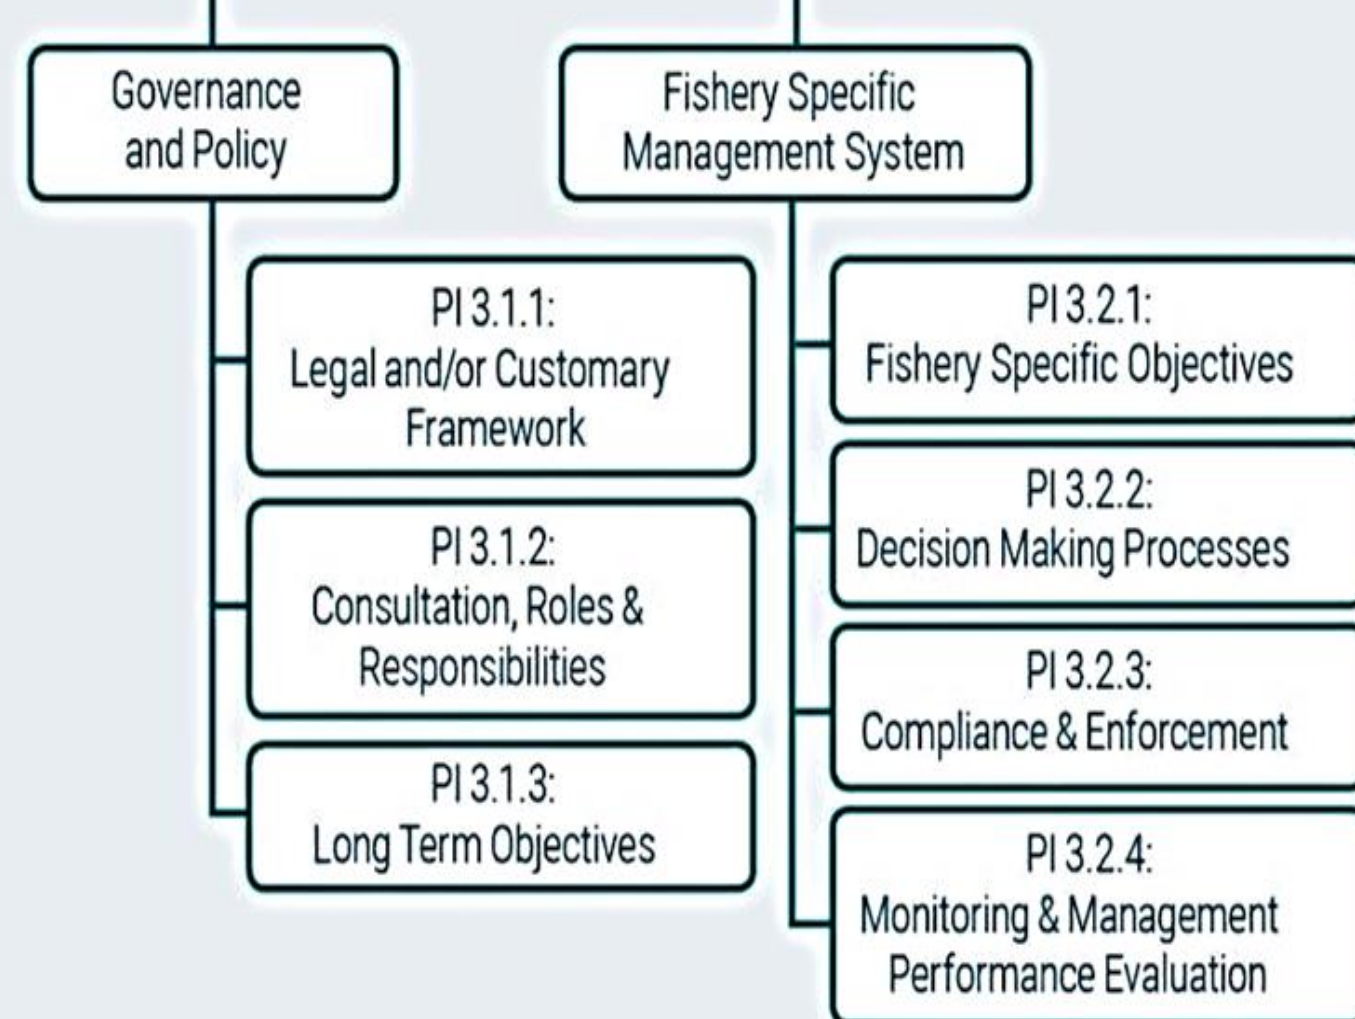 Governance
and Policy
Fishery Specific
Management System
PI 3.1.1:
Legal and/or Customary
Framework
PI 3.1.2:
Consultation, Roles &
Responsibilities
PI 3.1.3:
Long Term Objectives
PI 3.2.1:
Fishery Specific Objectives
PI 3.2.2:
Decision Making Processes
PI 3.2.3:
Compliance & Enforcement
PI 3.2.4:
Monitoring & Management
Performance Evaluation